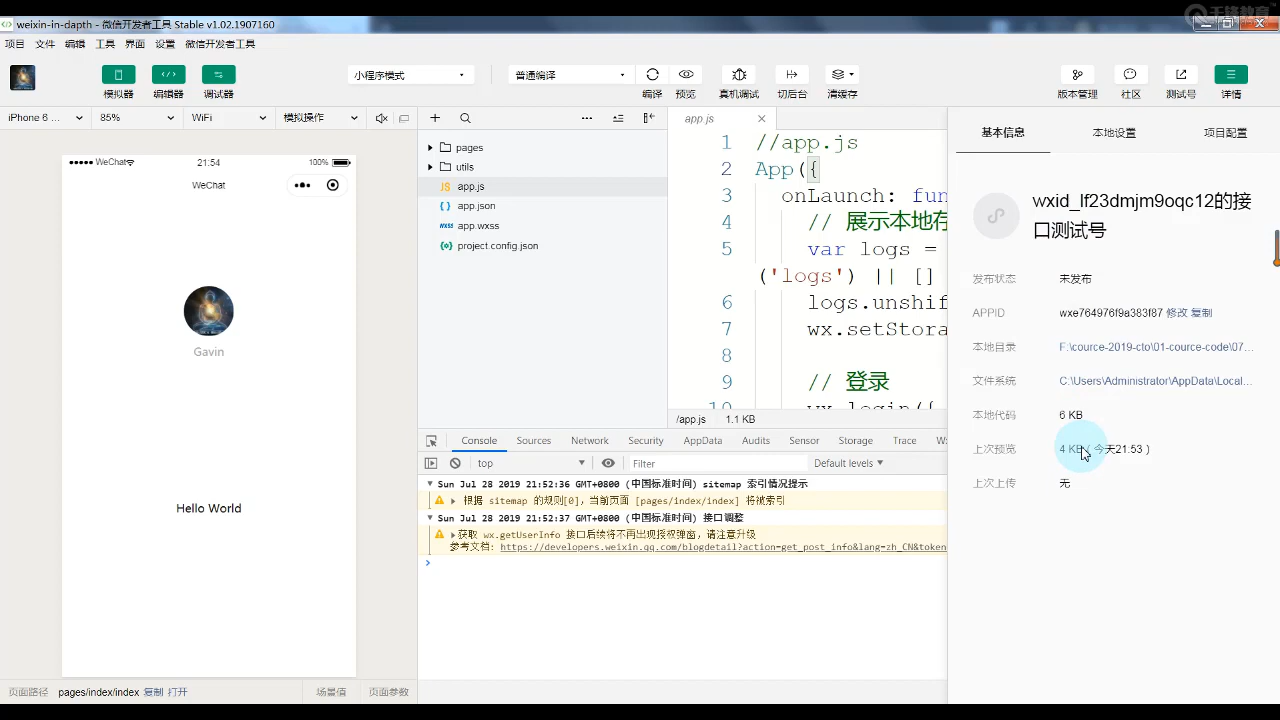 weixin-in-dapth - 微信开发者工具 Stable v1.02.1907160
千锋教育
项目 文件 编辑 工具 界面 设置 微信开发者工具
模拟器 编辑器 调试器
小程序模式
普通编译
编译 预览 真机调试 切后台 清缓存
版本管理 社区 测试号 详情
iPhone 6 ... 85% WiFi 模拟操作
WeChat 21:54 100%
WeChat
Gavin
Hello World
页面路径 pages/index/index 复制 打开 场景值 页面参数
pages
utils
JS app.js
{ } app.json
wxss app.wxss
project.config.json
app.js
1 //app.js
2 App({
3 onLaunch: fun
4 // 展示本地存
5 var logs =
('logs') || []
6 logs.unshif
7 wx.setStora
8
9 // 登录
10 wx.login({
/app.js 1.1 KB
Console Sources Network Security AppData Audits Sensor Storage Trace W
top Filter Default levels
Sun Jul 28 2019 21:52:36 GMT+0800 (中国标准时间) sitemap 索引情况提示
根据 sitemap 的规则[0]，当前页面 [pages/index/index] 将被索引
Sun Jul 28 2019 21:52:37 GMT+0800 (中国标准时间) 接口调整
获取 wx.getUserInfo 接口后续将不再出现授权弹窗，请注意升级
参考文档: https://developers.weixin.qq.com/blogdetail?action=get_post_info&lang=zh_CN&token
基本信息 本地设置 项目配置
wxid_lf23dmjm9oqc12的接
口测试号
发布状态 未发布
APPID wxe764976f9a383f87 修改 复制
本地目录 F:\cource-2019-cto\01-cource-code\07...
文件系统 C:\Users\Administrator\AppData\Local...
本地代码 6 KB
上次预览 4 KB ( 今天21:53 )
上次上传 无